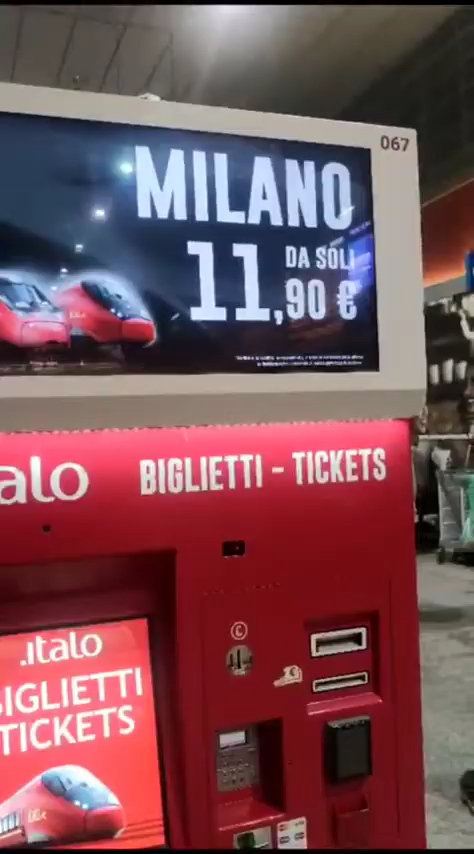 067
MILANO
DA SOLI
11,90 €
alo
BIGLIETTI - TICKETS
C
.italo
BIGLIETTI
TICKETS